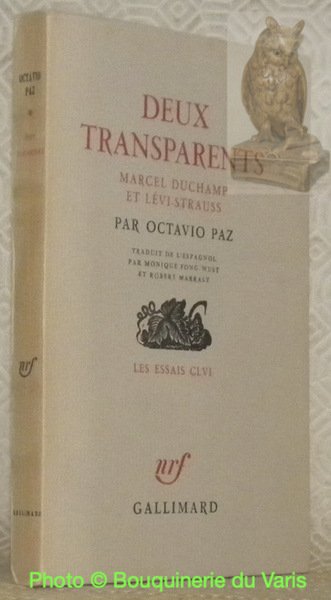 OCTAVIO
PAZ
DEUX
TRANSPARENTS
MARCEL DUCHAMP
ET LÉVI-STRAUSS
PAR OCTAVIO PAZ
TRADUIT DE L'ESPAGNOL
PAR MONIQUE FONG WUST
ET ROBERT MARRAST
LES ESSAIS CLVI
nrf
GALLIMARD
nrf
GALLIMARD
Photo © Bouquinerie du Varis